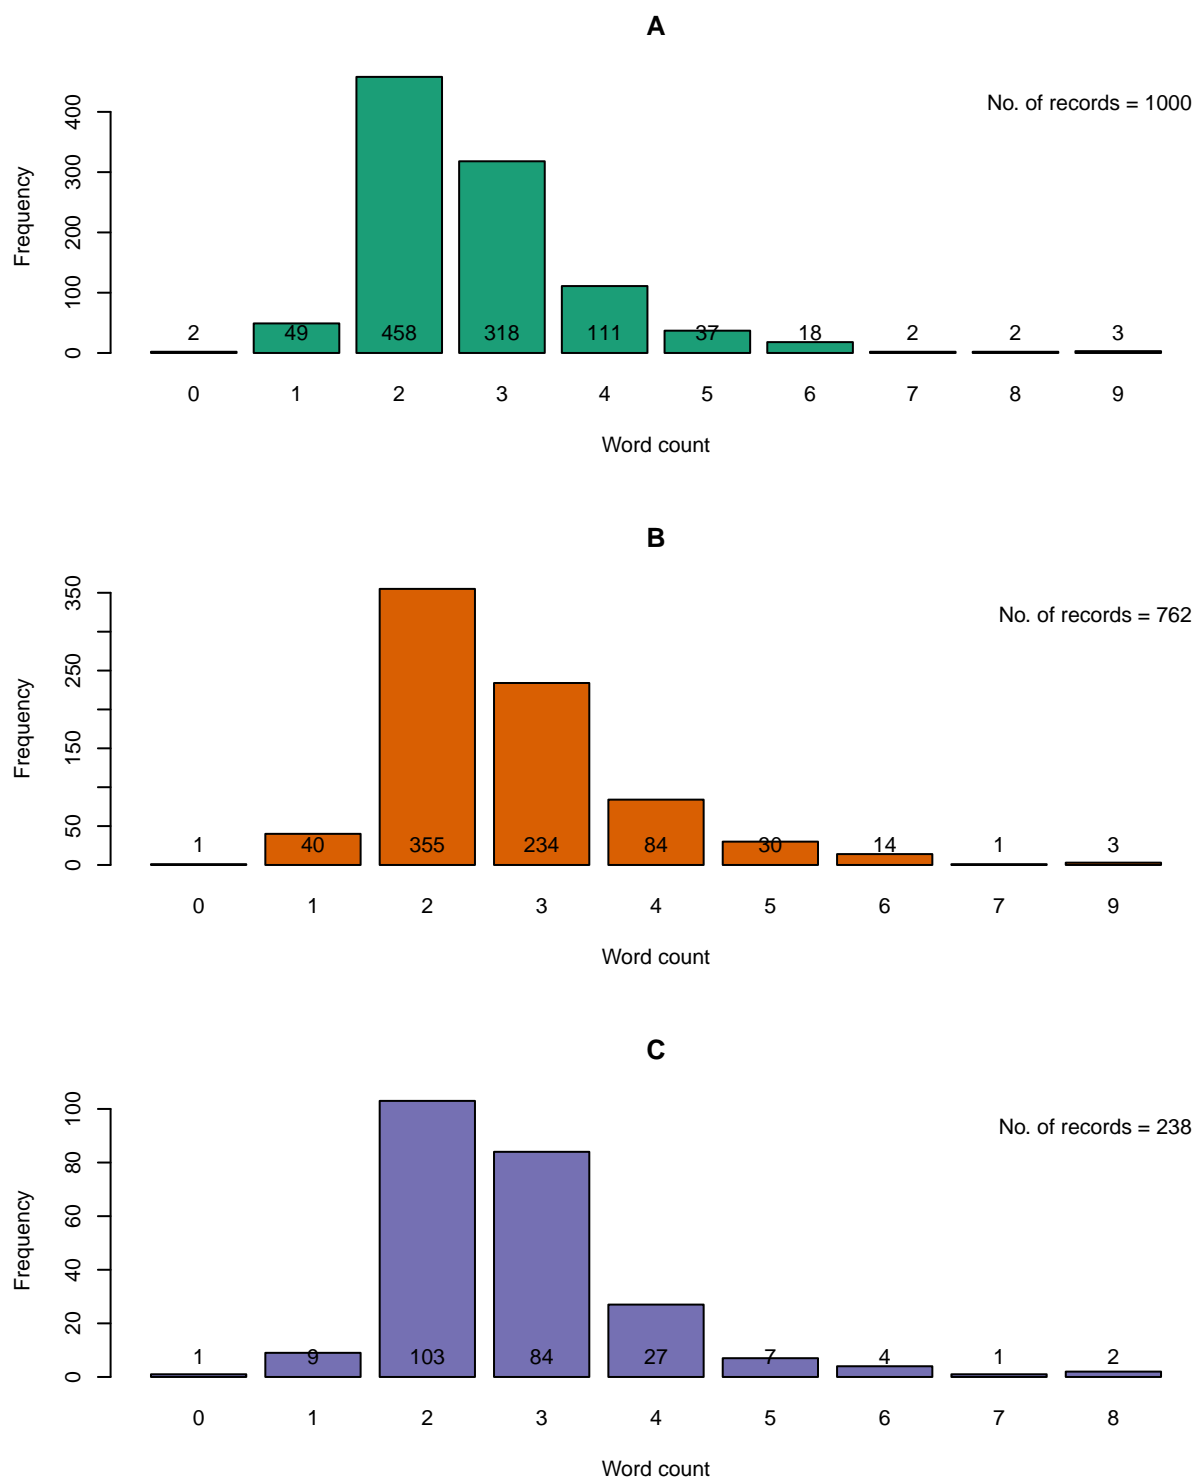 A
No. of records = 1000
Frequency
400
300
200
100
0
2 49 458 318 111 37 18 2 2 3
0 1 2 3 4 5 6 7 8 9
Word count
B
No. of records = 762
Frequency
350
250
150
50
0
1 40 355 234 84 30 14 1 3
0 1 2 3 4 5 6 7 9
Word count
C
No. of records = 238
Frequency
100
80
60
40
20
0
1 9 103 84 27 7 4 1 2
0 1 2 3 4 5 6 7 8
Word count